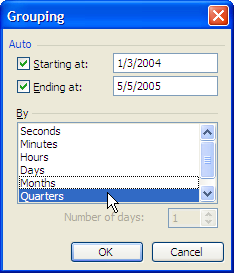 Grouping
Auto
Starting at: 1/3/2004
Ending at: 5/5/2005
By
Seconds
Minutes
Hours
Days
Months
Quarters
Number of days: 1
OK Cancel